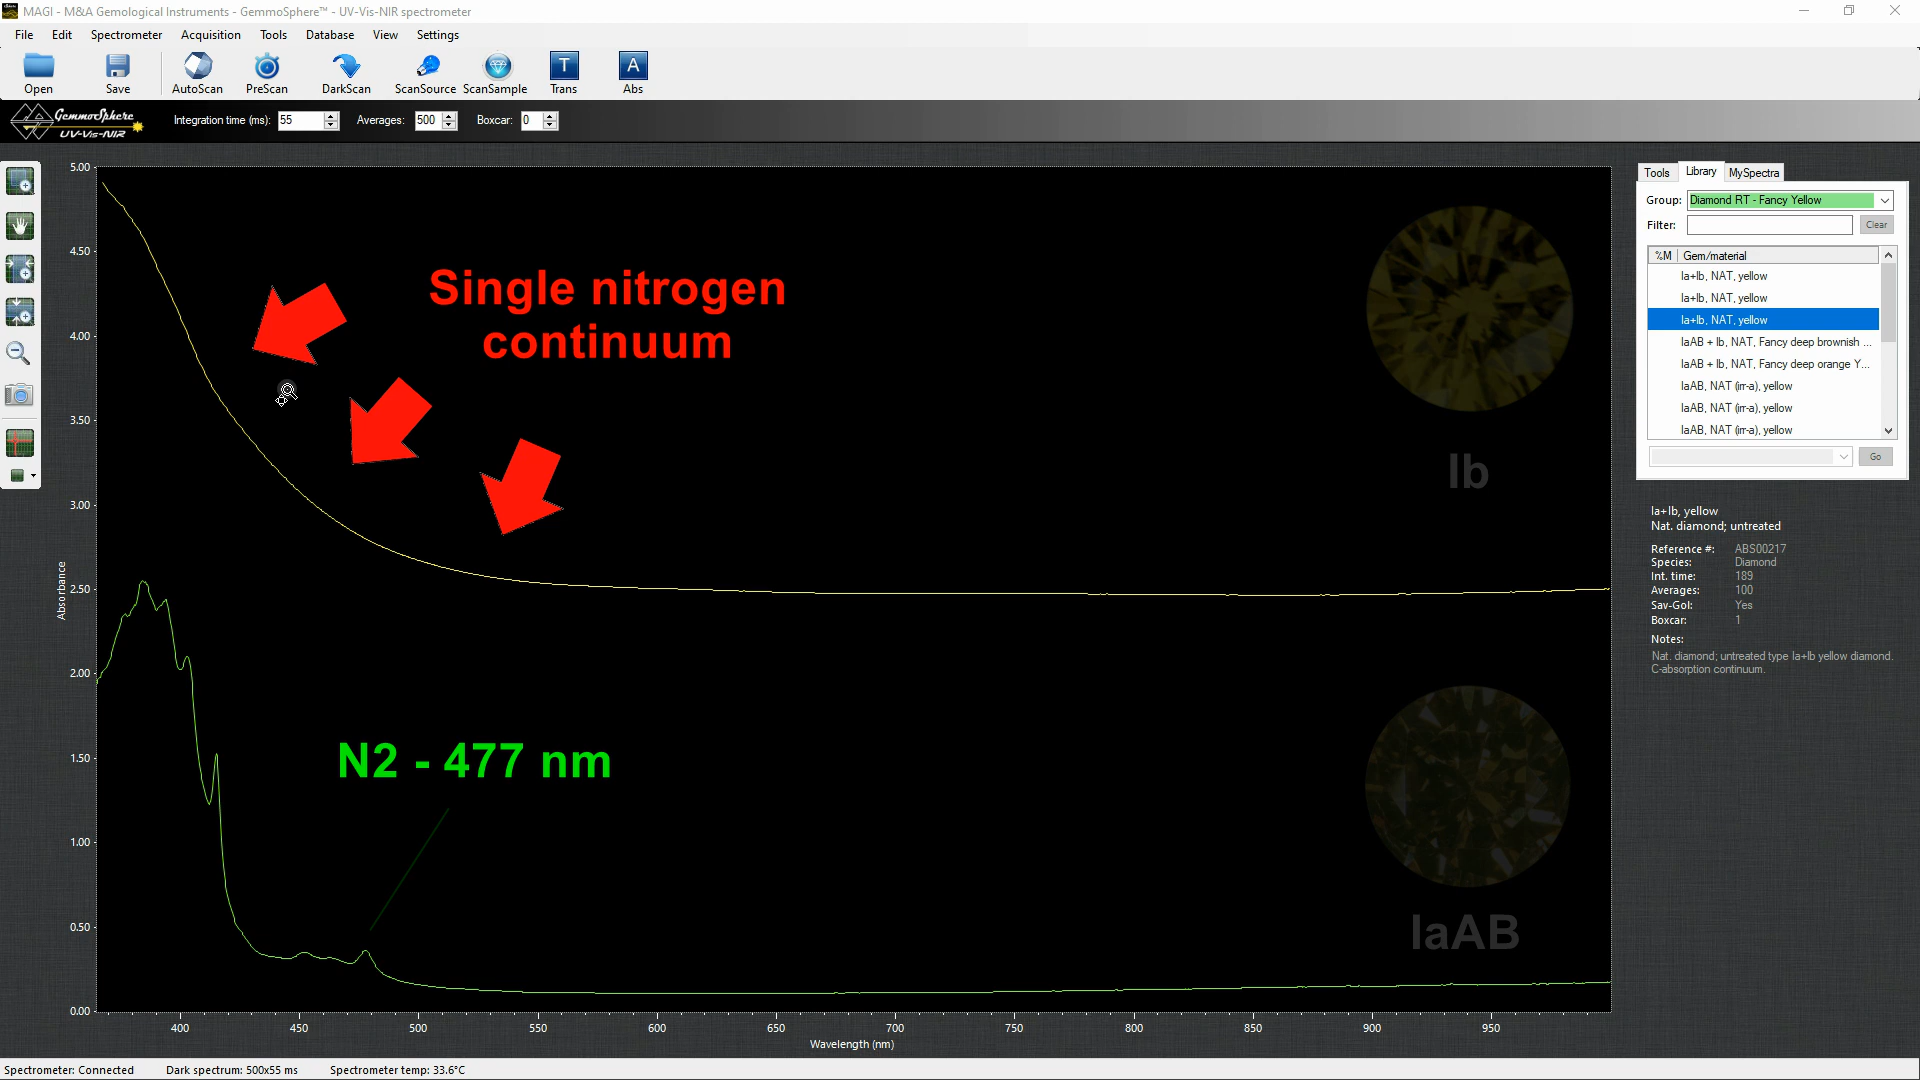 MAGI - M&A Gemological Instruments - GemmoSphere™ - UV-Vis-NIR spectrometer
File Edit Spectrometer Acquisition Tools Database View Settings
Open Save AutoScan PreScan DarkScan ScanSource ScanSample T Trans A Abs
GemmoSphere
UV-Vis-NIR
Integration time (ms): 55 Averages: 500 Boxcar: 0
5.00
4.50
4.00
3.50
3.00
2.50
2.00
1.50
1.00
0.50
0.00
Absorbance
Single nitrogen
continuum
Ib
N2 - 477 nm
IaAB
400 450 500 550 600 650 700 750 800 850 900 950
Wavelength (nm)
Tools Library MySpectra
Group: Diamond RT - Fancy Yellow
Filter: Clear
%M Gem/material
Ia+Ib, NAT, yellow
Ia+Ib, NAT, yellow
Ia+Ib, NAT, yellow
IaAB + Ib, NAT, Fancy deep brownish ...
IaAB + Ib, NAT, Fancy deep orange Y...
IaAB, NAT (irr-a), yellow
IaAB, NAT (irr-a), yellow
IaAB, NAT (irr-a), yellow
Go
Ia+Ib, yellow
Nat. diamond; untreated
Reference #: ABS00217
Species: Diamond
Int. time: 189
Averages: 100
Sav-Gol: Yes
Boxcar: 1
Notes:
Nat. diamond; untreated type Ia+Ib yellow diamond.
C-absorption continuum.
Spectrometer: Connected Dark spectrum: 500x55 ms Spectrometer temp: 33.6°C